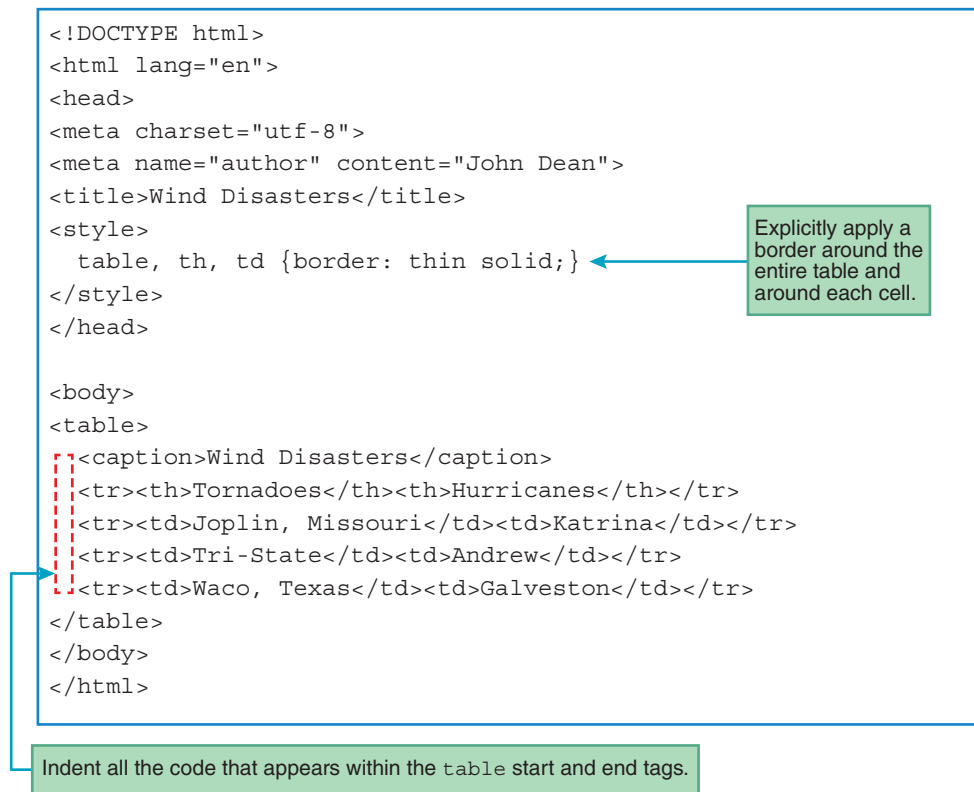 <!DOCTYPE html>
<html lang="en">
<head>
<meta charset="utf-8">
<meta name="author" content="John Dean">
<title>Wind Disasters</title>
<style>
  table, th, td {border: thin solid;}
Explicitly apply a
border around the
entire table and
around each cell.
</style>
</head>
<body>
<table>
  <caption>Wind Disasters</caption>
  <tr><th>Tornadoes</th><th>Hurricanes</th></tr>
  <tr><td>Joplin, Missouri</td><td>Katrina</td></tr>
  <tr><td>Tri-State</td><td>Andrew</td></tr>
  <tr><td>Waco, Texas</td><td>Galveston</td></tr>
</table>
</body>
</html>
Indent all the code that appears within the table start and end tags.